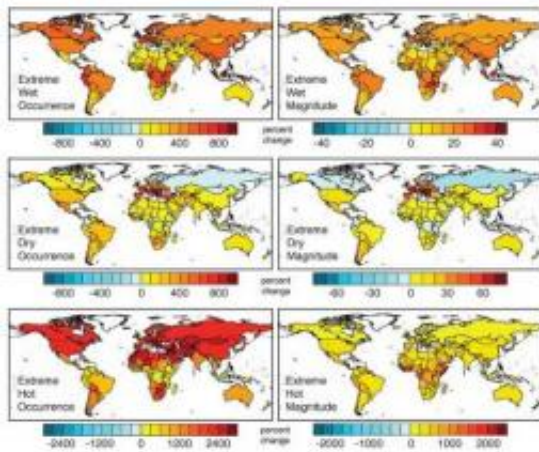 Extreme
Wet
Occurrence
-800 -400 0 400 800
percent
change
Extreme
Wet
Magnitude
-40 -20 0 20 40
Extreme
Dry
Occurrence
-800 -400 0 400 800
percent
change
Extreme
Dry
Magnitude
-60 -30 0 30 60
Extreme
Hot
Occurrence
-2400 -1200 0 1200 2400
percent
change
Extreme
Hot
Magnitude
-2000 -1000 0 1000 2000